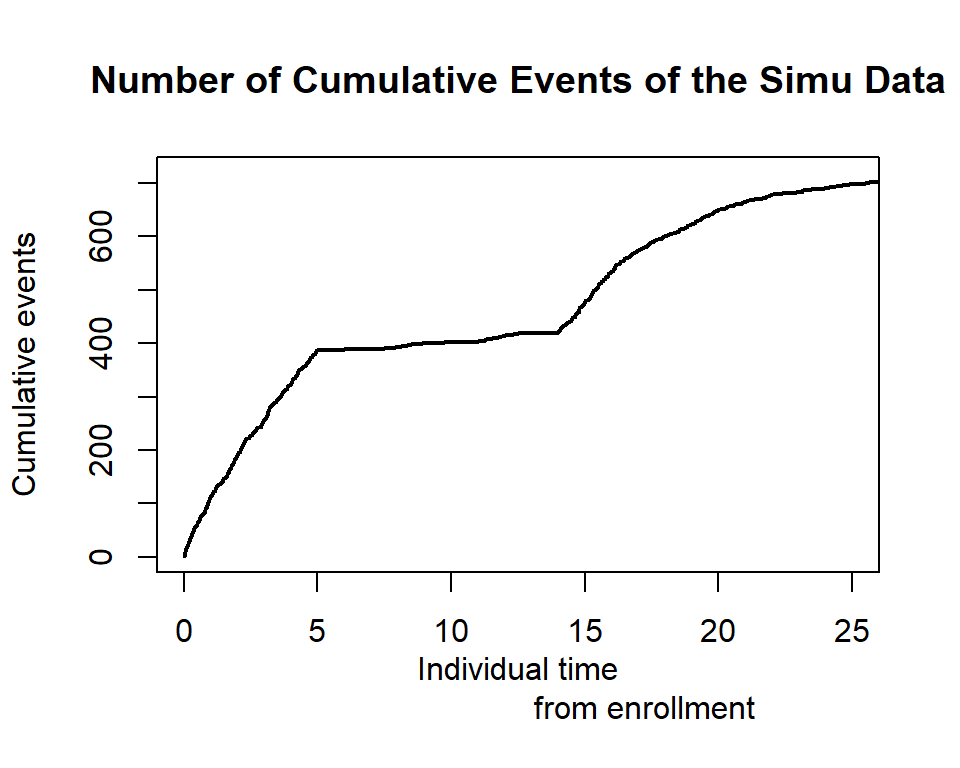 Number of Cumulative Events of the Simu Data
Cumulative events
600
400
200
0
0 5 10 15 20 25
Individual time
from enrollment